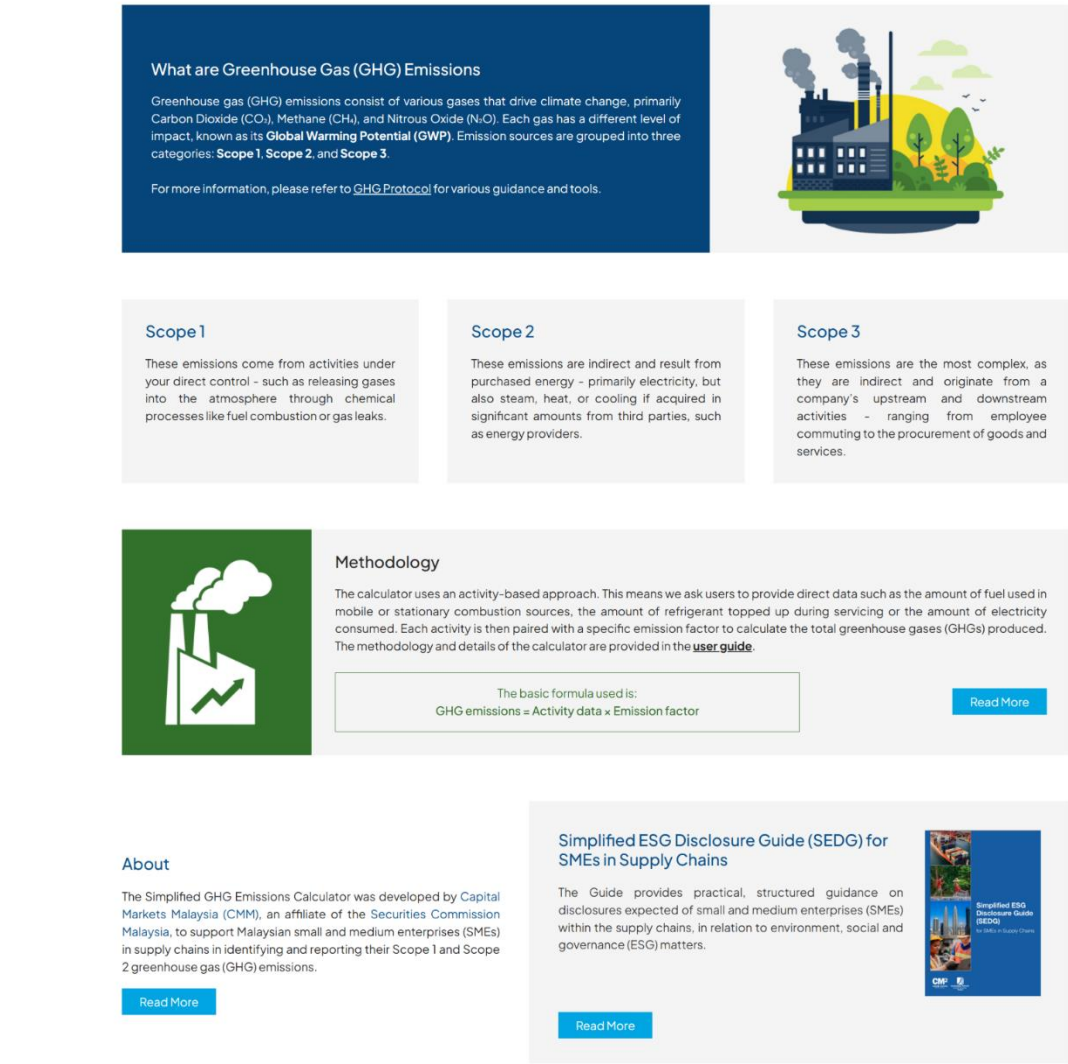 What are Greenhouse Gas (GHG) Emissions
Greenhouse gas (GHG) emissions consist of various gases that drive climate change, primarily
Carbon Dioxide (CO₂), Methane (CH₄), and Nitrous Oxide (N₂O). Each gas has a different level of
impact, known as its Global Warming Potential (GWP). Emission sources are grouped into three
categories: Scope 1, Scope 2, and Scope 3.
For more information, please refer to GHG Protocol for various guidance and tools.
Scope 1
These emissions come from activities under
your direct control - such as releasing gases
into the atmosphere through chemical
processes like fuel combustion or gas leaks.
Scope 2
These emissions are indirect and result from
purchased energy - primarily electricity, but
also steam, heat, or cooling if acquired in
significant amounts from third parties, such
as energy providers.
Scope 3
These emissions are the most complex, as
they are indirect and originate from a
company's upstream and downstream
activities - ranging from employee
commuting to the procurement of goods and
services.
Methodology
The calculator uses an activity-based approach. This means we ask users to provide direct data such as the amount of fuel used in
mobile or stationary combustion sources, the amount of refrigerant topped up during servicing or the amount of electricity
consumed. Each activity is then paired with a specific emission factor to calculate the total greenhouse gases (GHGs) produced.
The methodology and details of the calculator are provided in the user guide.
The basic formula used is:
GHG emissions = Activity data × Emission factor
Read More
About
The Simplified GHG Emissions Calculator was developed by Capital
Markets Malaysia (CMM), an affiliate of the Securities Commission
Malaysia, to support Malaysian small and medium enterprises (SMEs)
in supply chains in identifying and reporting their Scope 1 and Scope
2 greenhouse gas (GHG) emissions.
Read More
Simplified ESG Disclosure Guide (SEDG) for
SMEs in Supply Chains
The Guide provides practical, structured guidance on
disclosures expected of small and medium enterprises (SMEs)
within the supply chains, in relation to environment, social and
governance (ESG) matters.
Read More
Simplified ESG
Disclosure Guide
(SEDG)
for SMEs in Supply Chains